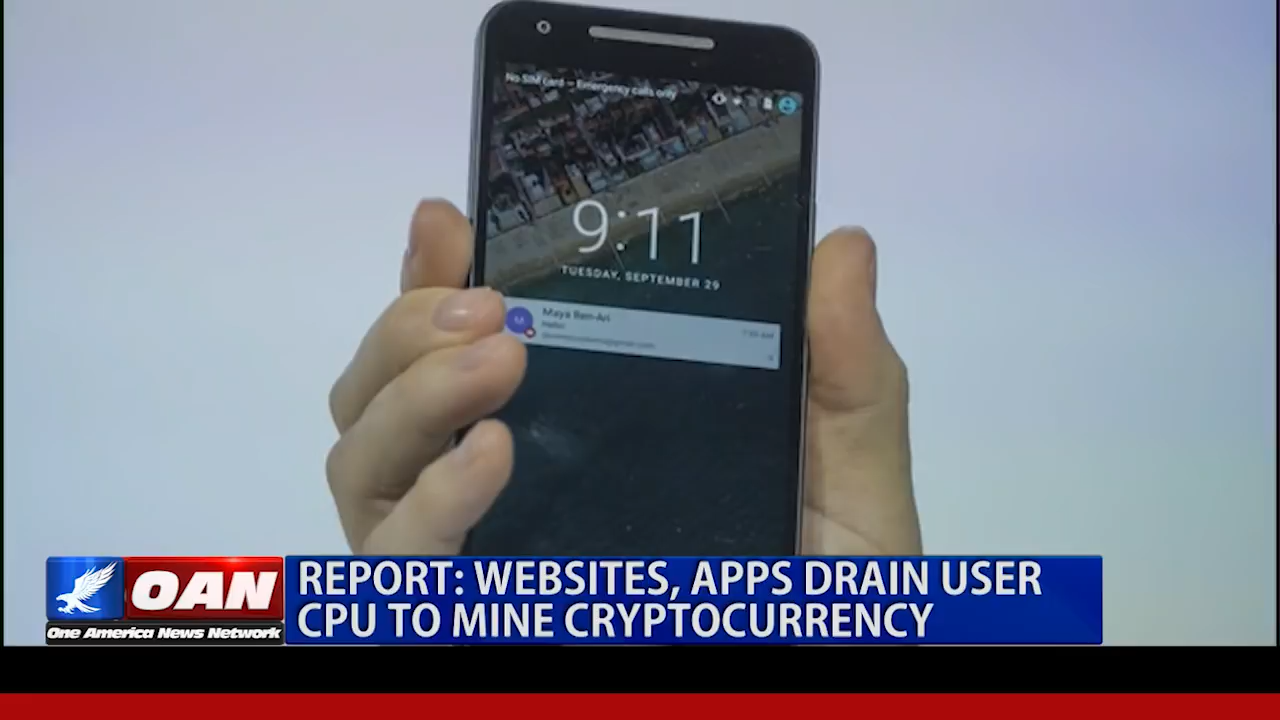 No SIM card – Emergency calls only
9:11
TUESDAY, SEPTEMBER 29
M
Maya Ben-Ari
Hello!
OAN
One America News Network
REPORT: WEBSITES, APPS DRAIN USER
CPU TO MINE CRYPTOCURRENCY